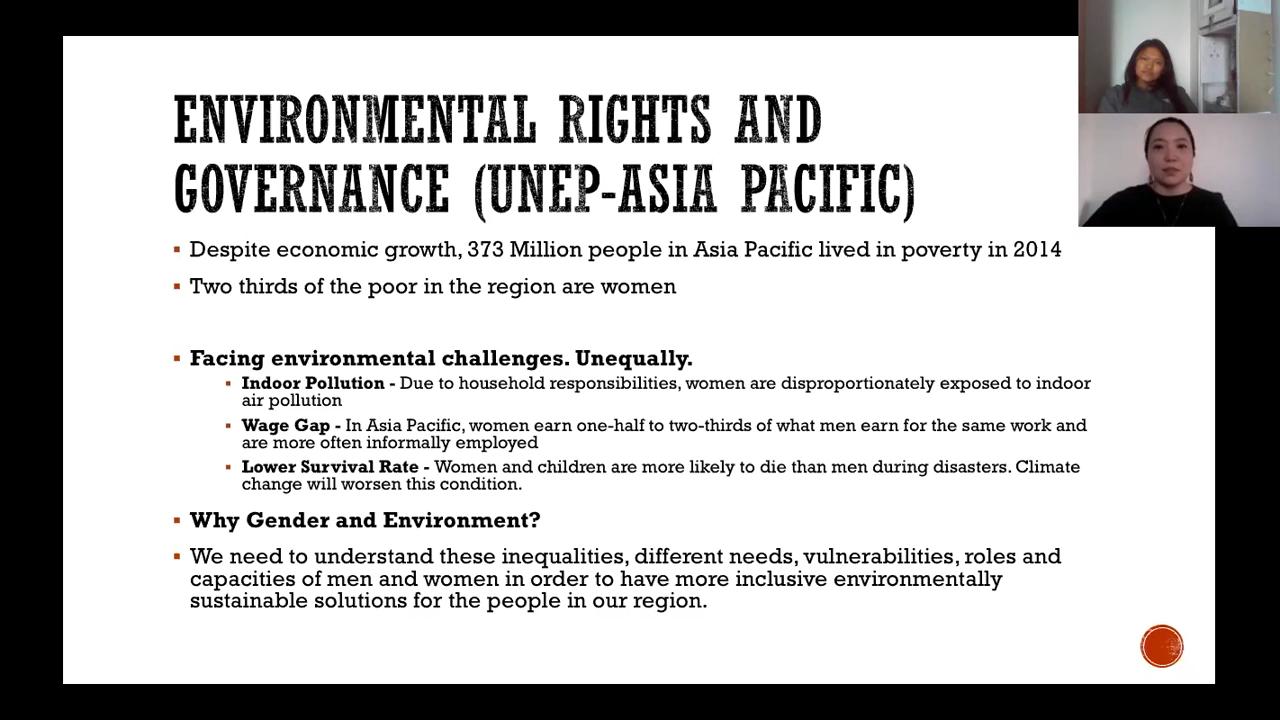 ENVIRONMENTAL RIGHTS AND
GOVERNANCE (UNEP-ASIA PACIFIC)
▪ Despite economic growth, 373 Million people in Asia Pacific lived in poverty in 2014
▪ Two thirds of the poor in the region are women
▪ Facing environmental challenges. Unequally.
▪ Indoor Pollution - Due to household responsibilities, women are disproportionately exposed to indoor
air pollution
▪ Wage Gap - In Asia Pacific, women earn one-half to two-thirds of what men earn for the same work and
are more often informally employed
▪ Lower Survival Rate - Women and children are more likely to die than men during disasters. Climate
change will worsen this condition.
▪ Why Gender and Environment?
▪ We need to understand these inequalities, different needs, vulnerabilities, roles and
capacities of men and women in order to have more inclusive environmentally
sustainable solutions for the people in our region.